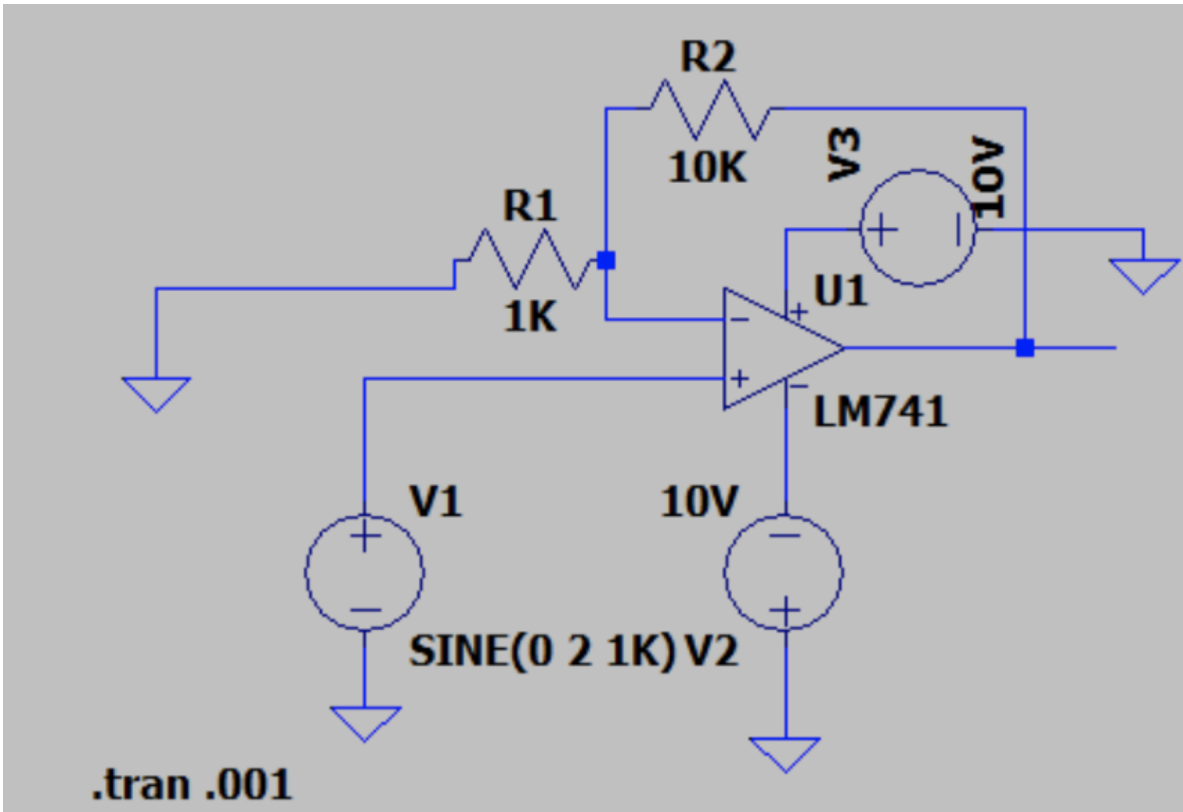 R2
10K
V3
10V
R1
1K
U1
LM741
V1
10V
SINE(0 2 1K)
V2
.tran .001